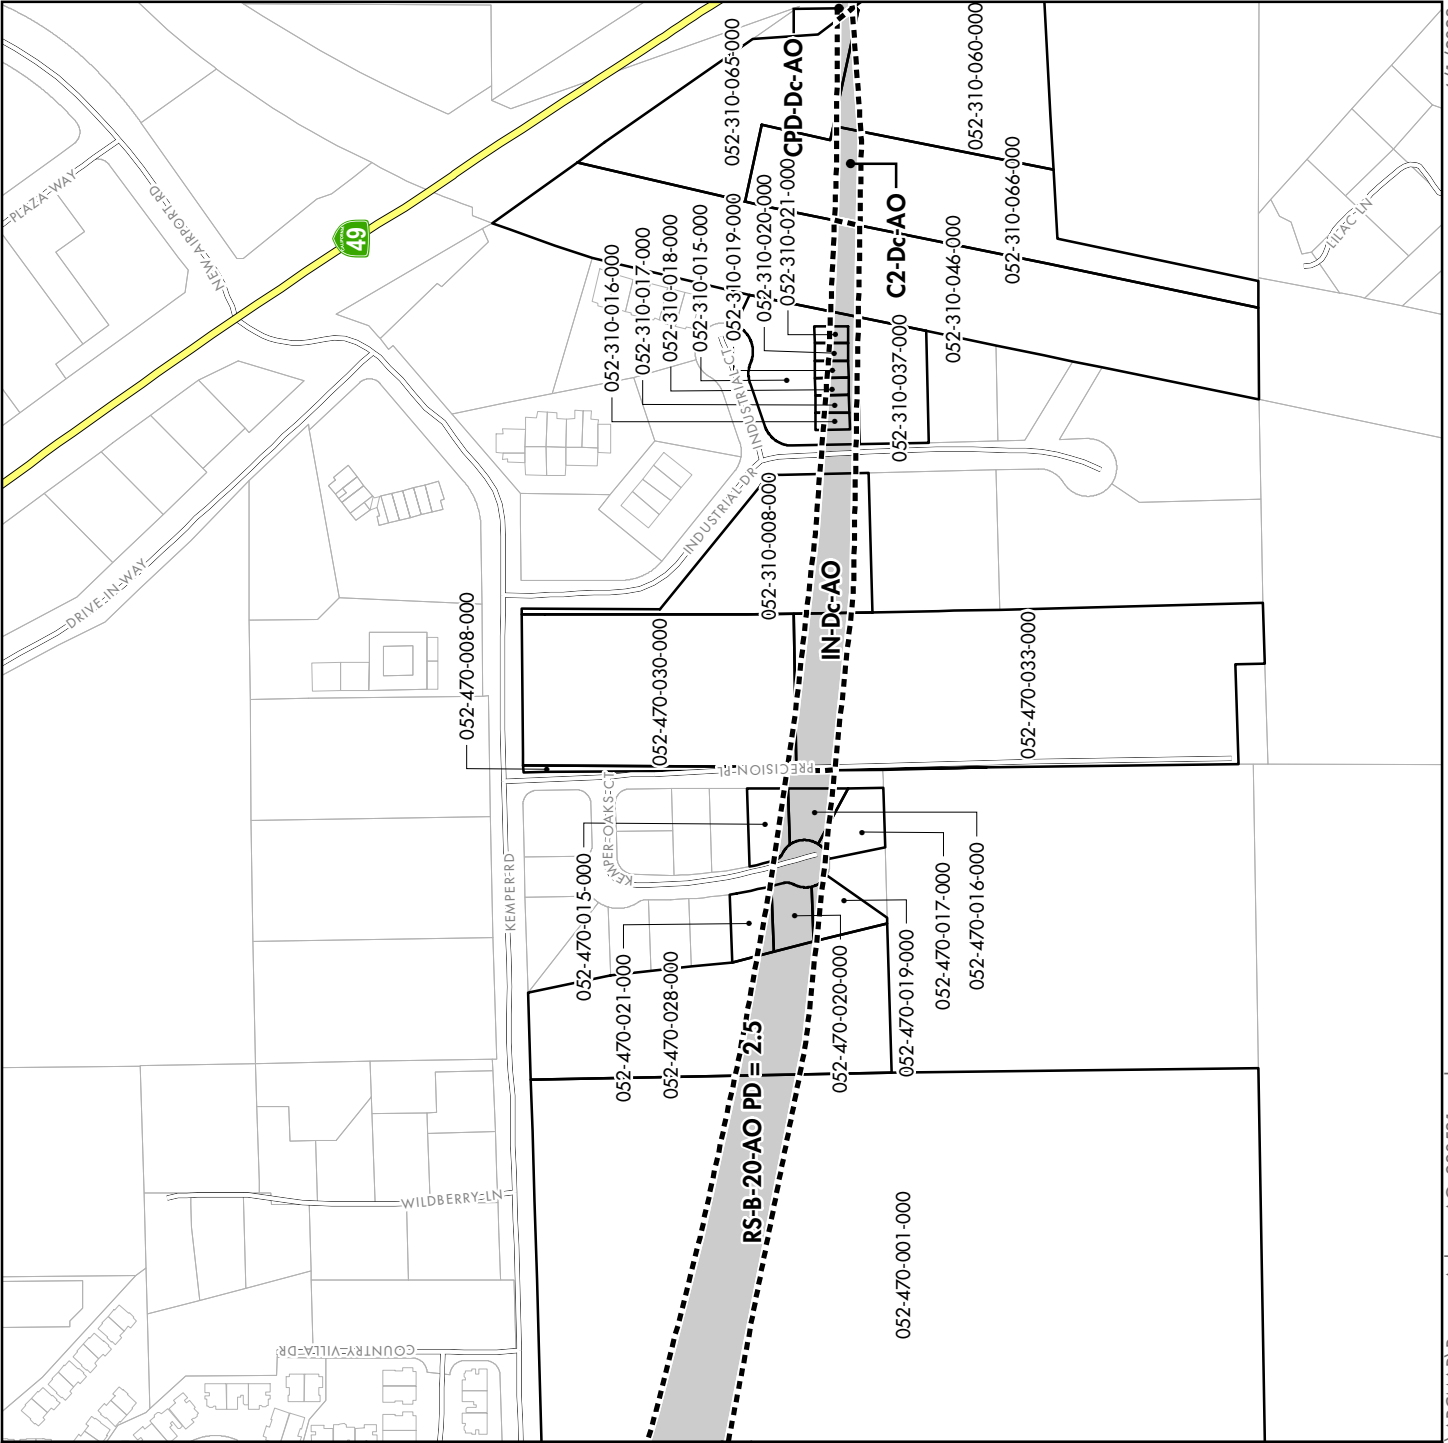 PLAZA WAY
NEW AIRPORT RD
CALIFORNIA
49
DRIVE-IN-WAY
052-310-065-000
CPD-Dc-AO
052-310-060-000
052-310-066-000
LILAC LN
052-310-016-000
052-310-017-000
052-310-018-000
052-310-015-000
052-310-019-000
052-310-020-000
052-310-021-000
C2-Dc-AO
052-310-046-000
052-310-037-000
INDUSTRIAL CT
INDUSTRIAL DR
052-310-008-000
IN-Dc-AO
052-470-008-000
052-470-030-000
052-470-033-000
PRECISION PL
KEMPER OAKS CT
KEMPER RD
052-470-015-000
052-470-021-000
052-470-028-000
052-470-020-000
052-470-019-000
052-470-017-000
052-470-016-000
RS-B-20-AO PD = 2.5
052-470-001-000
WILDBERRY LN
COUNTRY VILLA DR